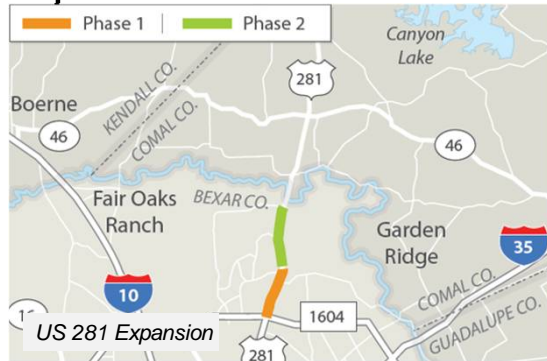 Phase 1 | Phase 2
Canyon
Lake
281
Boerne
KENDALL CO.
COMAL CO.
46
46
Fair Oaks
Ranch
BEXAR CO.
Garden
Ridge
35
10
COMAL CO.
GUADALUPE CO.
1604
US 281 Expansion
281